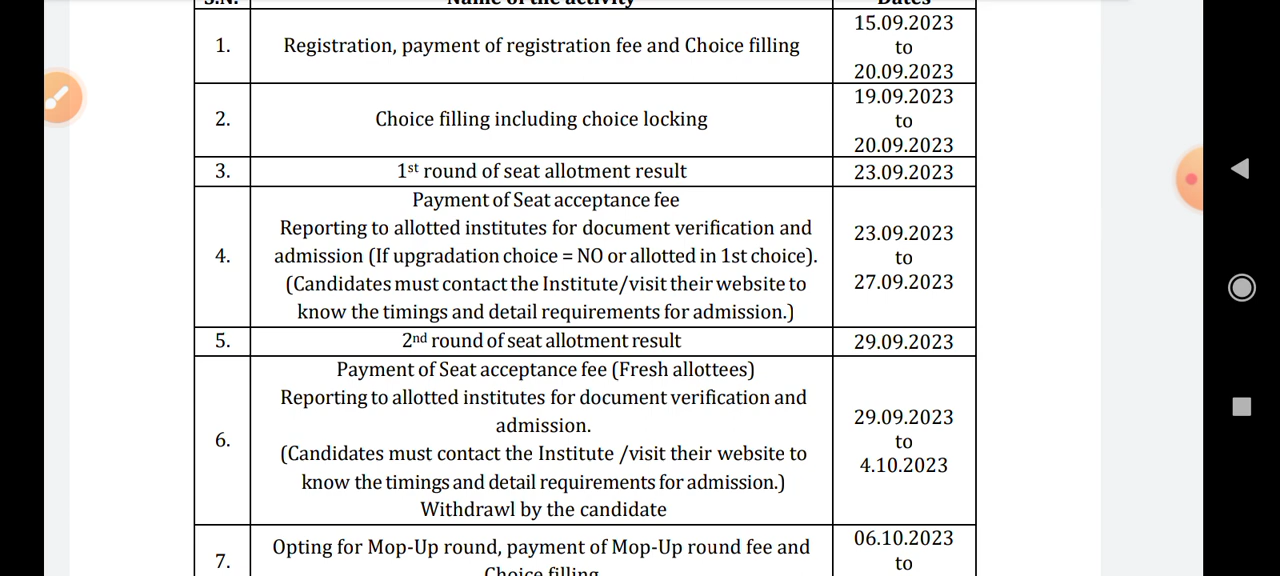 S.N. Name of the activity Dates
1. Registration, payment of registration fee and Choice filling 15.09.2023
to
20.09.2023
2. Choice filling including choice locking 19.09.2023
to
20.09.2023
3. 1st round of seat allotment result 23.09.2023
4. Payment of Seat acceptance fee
Reporting to allotted institutes for document verification and
admission (If upgradation choice = NO or allotted in 1st choice).
(Candidates must contact the Institute/visit their website to
know the timings and detail requirements for admission.)
23.09.2023
to
27.09.2023
5. 2nd round of seat allotment result 29.09.2023
6. Payment of Seat acceptance fee (Fresh allottees)
Reporting to allotted institutes for document verification and
admission.
(Candidates must contact the Institute /visit their website to
know the timings and detail requirements for admission.)
Withdrawl by the candidate
29.09.2023
to
4.10.2023
7. Opting for Mop-Up round, payment of Mop-Up round fee and
Choice filling
06.10.2023
to